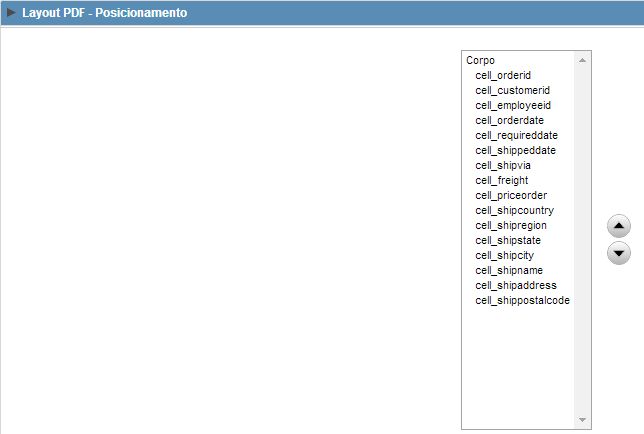 Layout PDF - Posicionamento
Corpo
cell_orderid
cell_customerid
cell_employeeid
cell_orderdate
cell_requireddate
cell_shippeddate
cell_shipvia
cell_freight
cell_priceorder
cell_shipcountry
cell_shipregion
cell_shipstate
cell_shipcity
cell_shipname
cell_shipaddress
cell_shippostalcode